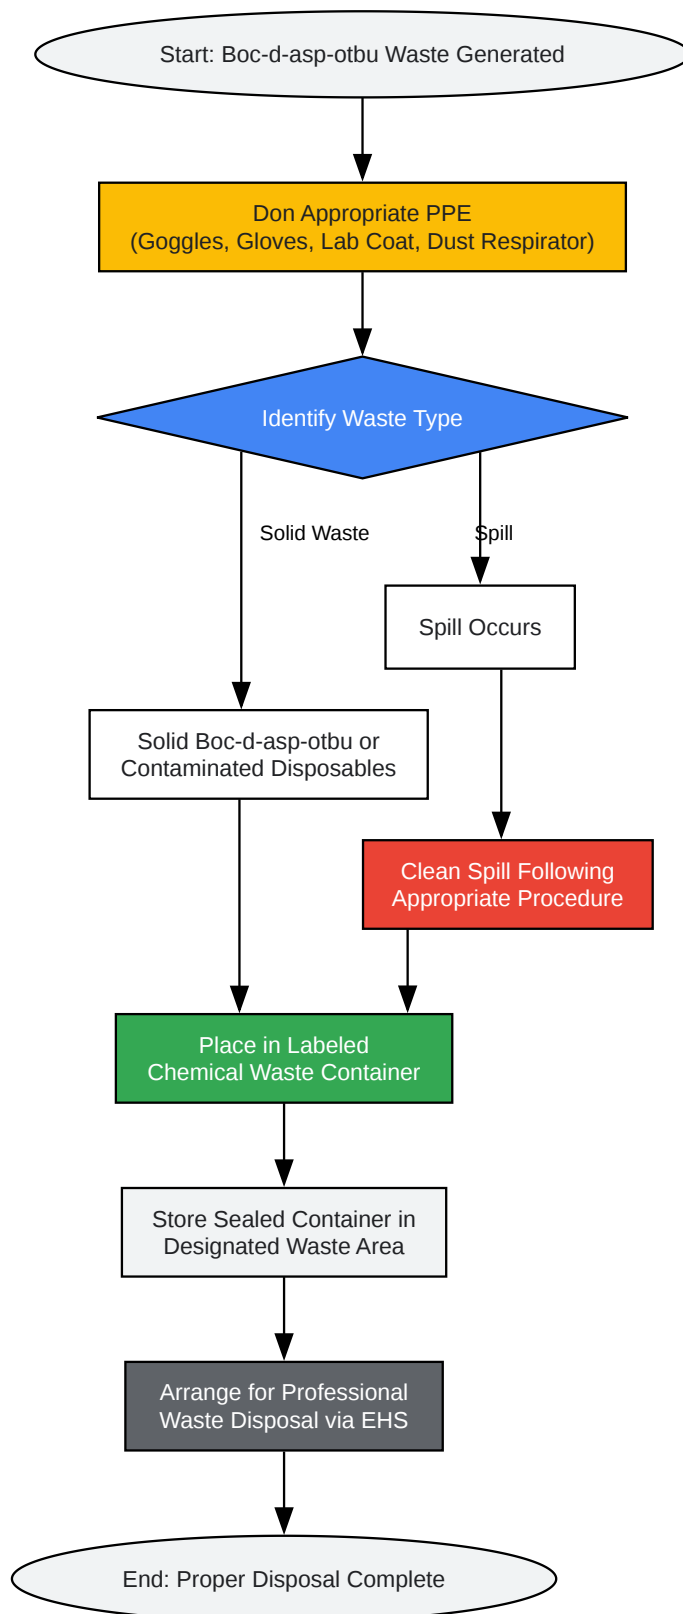 Start: Boc-d-asp-otbu Waste Generated
Don Appropriate PPE
(Goggles, Gloves, Lab Coat, Dust Respirator)
Identify Waste Type
Solid Waste
Spill
Spill Occurs
Solid Boc-d-asp-otbu or
Contaminated Disposables
Clean Spill Following
Appropriate Procedure
Place in Labeled
Chemical Waste Container
Store Sealed Container in
Designated Waste Area
Arrange for Professional
Waste Disposal via EHS
End: Proper Disposal Complete